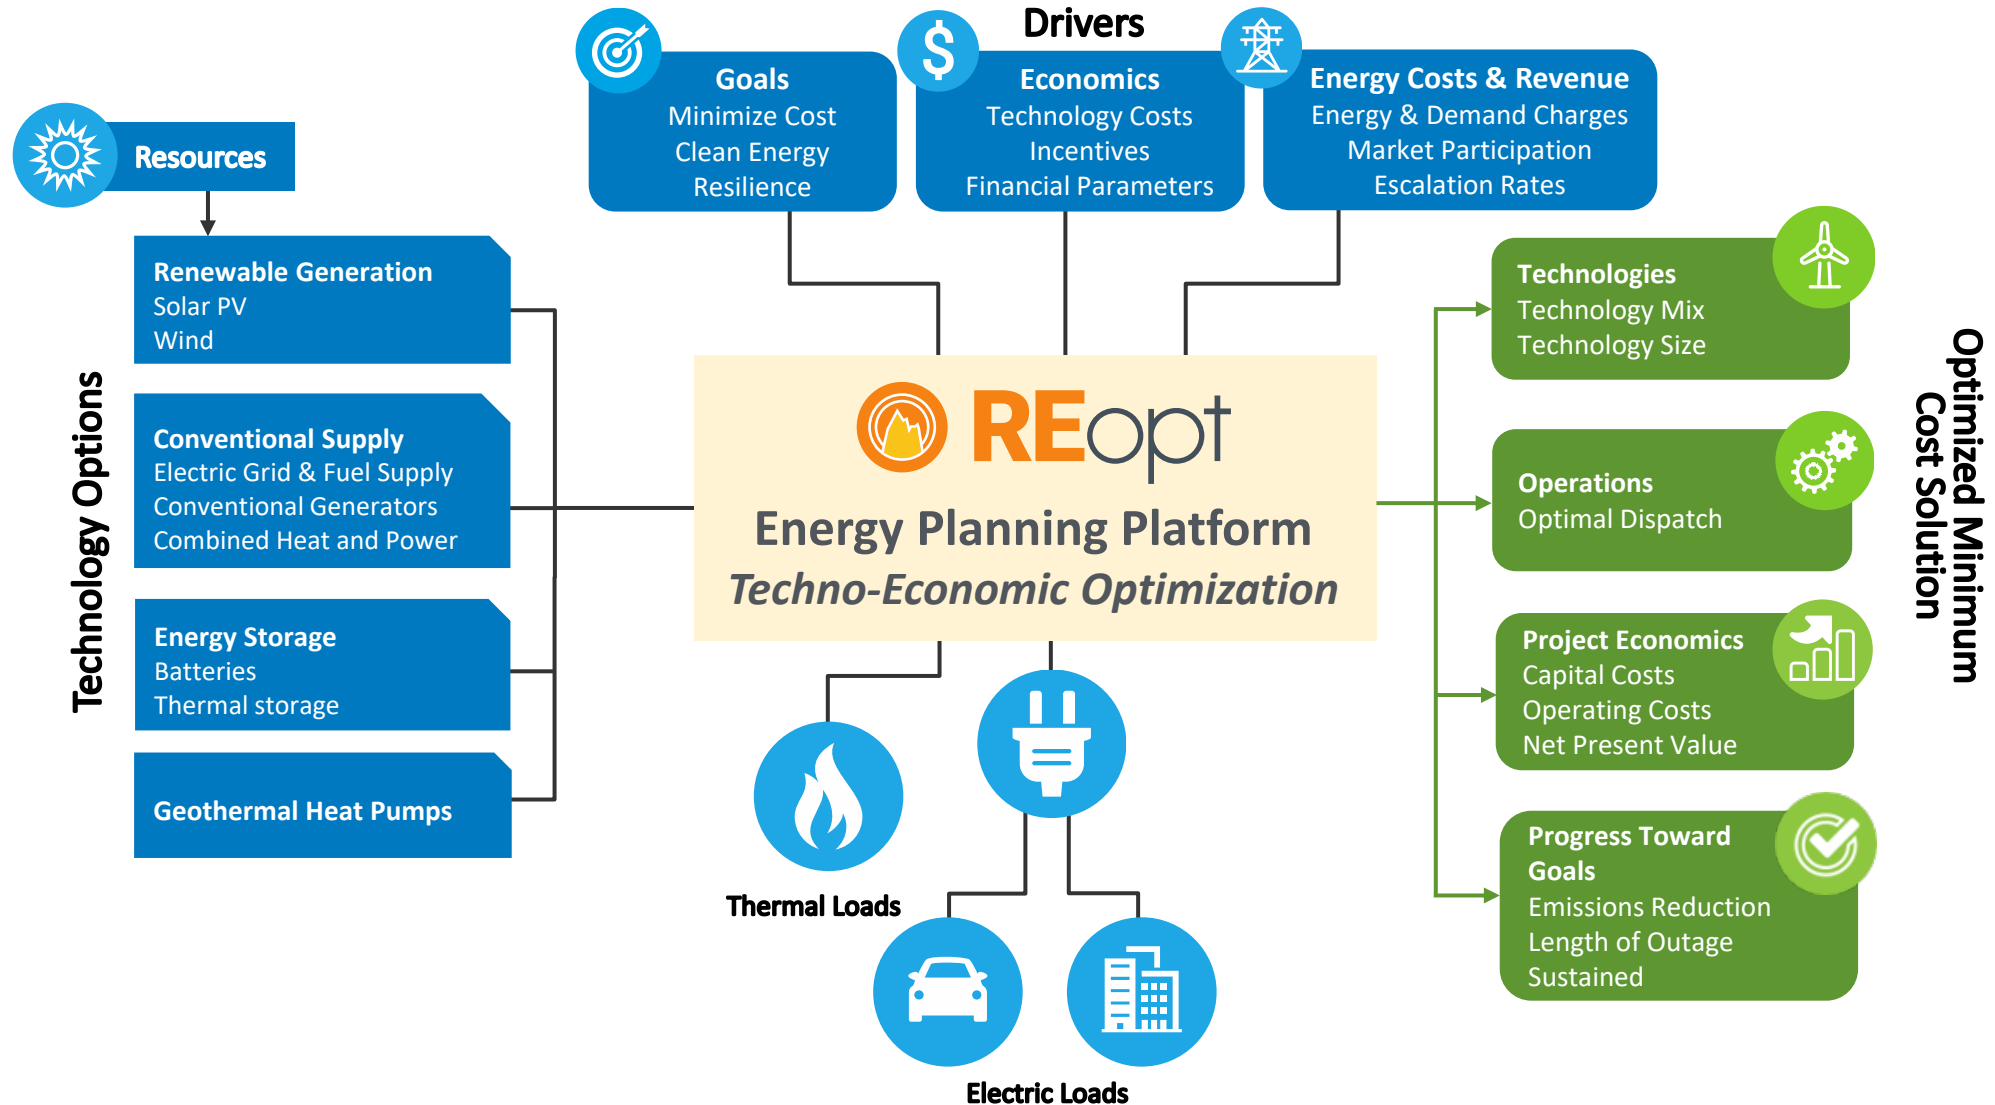 Drivers
Goals
Minimize Cost
Clean Energy
Resilience
$
Economics
Technology Costs
Incentives
Financial Parameters
Energy Costs & Revenue
Energy & Demand Charges
Market Participation
Escalation Rates
Resources
Technology Options
Renewable Generation
Solar PV
Wind
Conventional Supply
Electric Grid & Fuel Supply
Conventional Generators
Combined Heat and Power
Energy Storage
Batteries
Thermal storage
Geothermal Heat Pumps
REopt
Energy Planning Platform
Techno-Economic Optimization
Thermal Loads
Electric Loads
Technologies
Technology Mix
Technology Size
Operations
Optimal Dispatch
Project Economics
Capital Costs
Operating Costs
Net Present Value
Progress Toward
Goals
Emissions Reduction
Length of Outage
Sustained
Optimized Minimum
Cost Solution